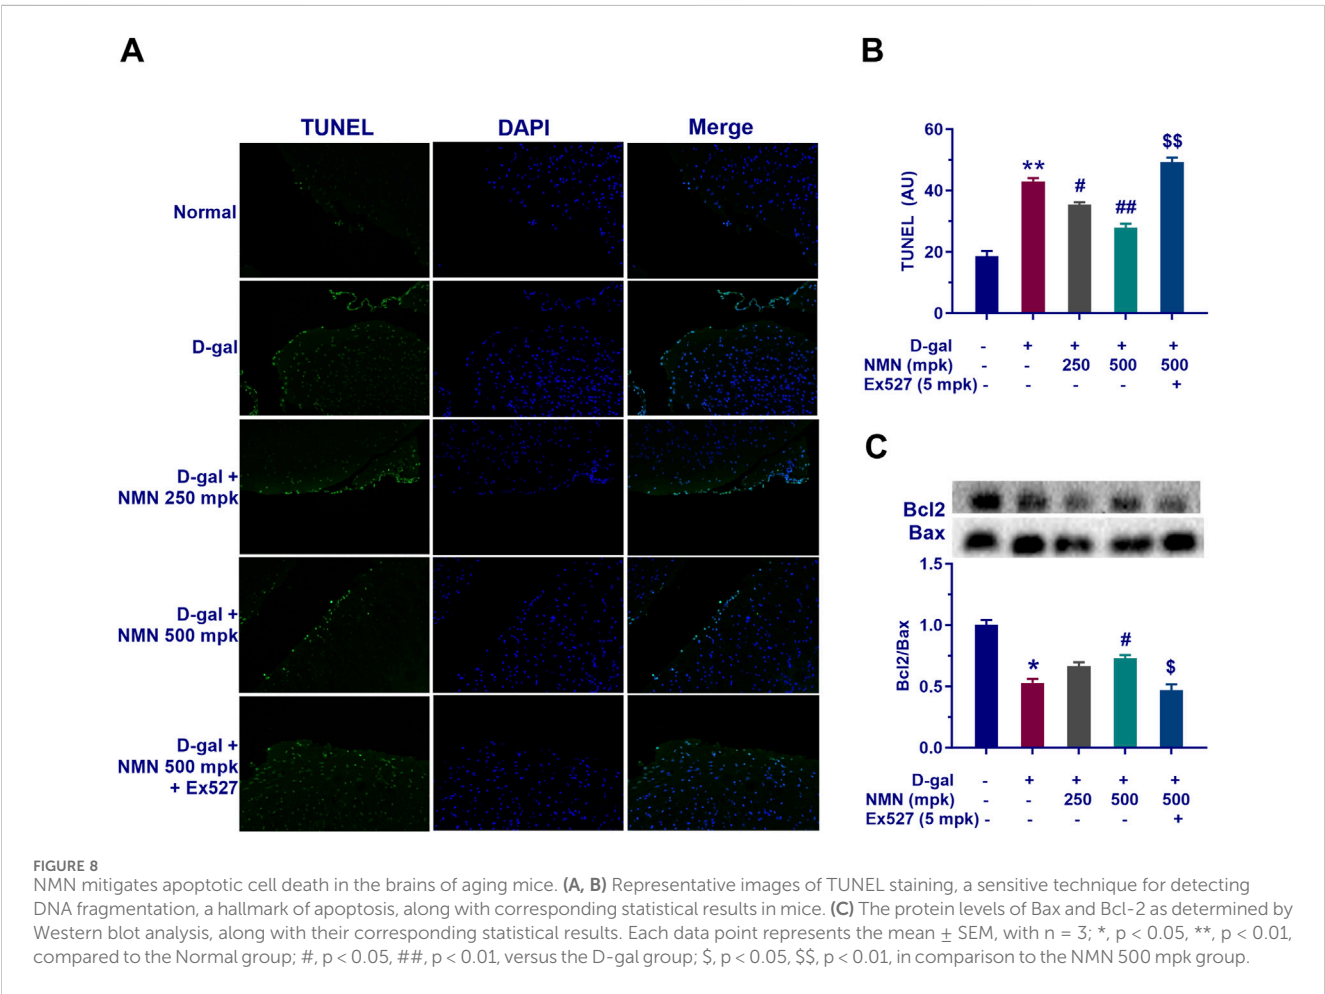 A
TUNEL DAPI Merge
Normal
D-gal
D-gal +
NMN 250 mpk
D-gal +
NMN 500 mpk
D-gal +
NMN 500 mpk
+ Ex527
B
TUNEL (AU)
60
40
20
0
**
#
##
$$
D-gal - + + + +
NMN (mpk) - - 250 500 500
Ex527 (5 mpk) - - - - +
C
Bcl2
Bax
Bcl2/Bax
1.5
1.0
0.5
0.0
*
#
$
D-gal - + + + +
NMN (mpk) - - 250 500 500
Ex527 (5 mpk) - - - - +
FIGURE 8
NMN mitigates apoptotic cell death in the brains of aging mice. (A, B) Representative images of TUNEL staining, a sensitive technique for detecting
DNA fragmentation, a hallmark of apoptosis, along with corresponding statistical results in mice. (C) The protein levels of Bax and Bcl-2 as determined by
Western blot analysis, along with their corresponding statistical results. Each data point represents the mean ± SEM, with n = 3; *, p < 0.05, **, p < 0.01,
compared to the Normal group; #, p < 0.05, ##, p < 0.01, versus the D-gal group; $, p < 0.05, $$, p < 0.01, in comparison to the NMN 500 mpk group.